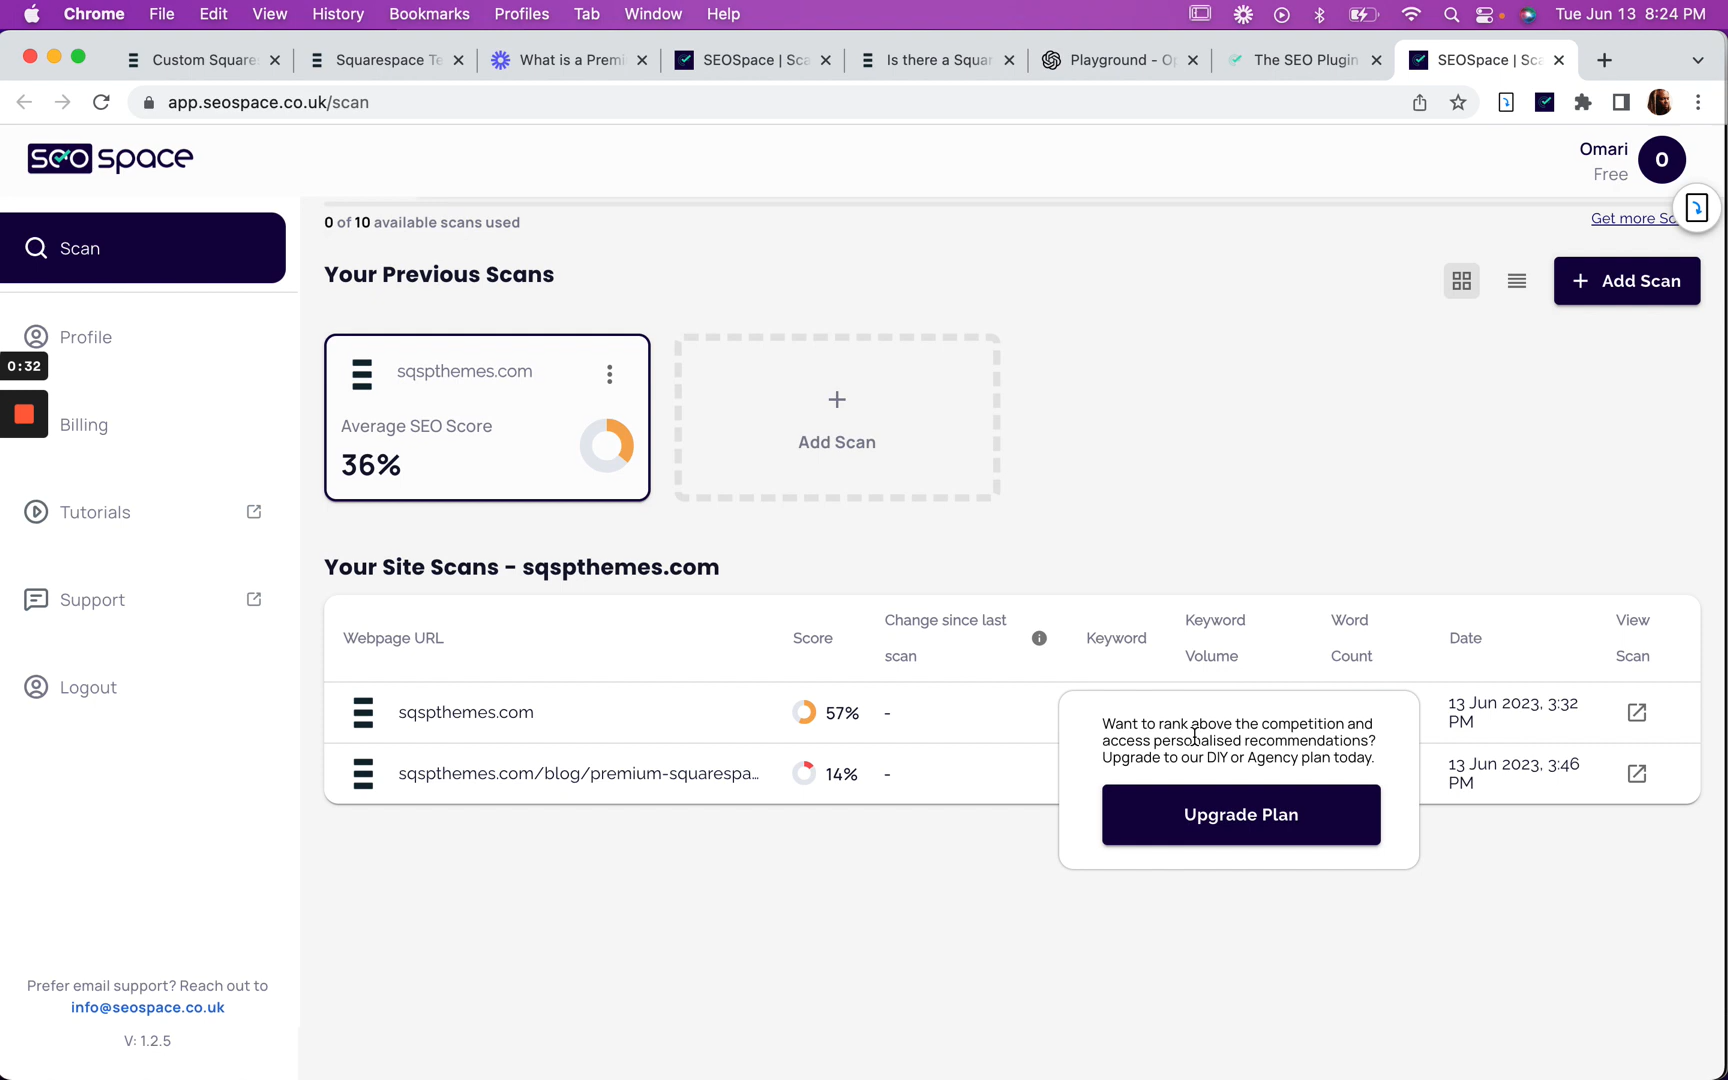 Chrome File Edit View History Bookmarks Profiles Tab Window Help Tue Jun 13 8:24 PM
Custom Square Squarespace Te What is a Premi SEOSpace | Sca Is there a Squar Playground - Op The SEO Plugin SEOSpace | Sca
app.seospace.co.uk/scan
seo space
Omari
Free
0
0 of 10 available scans used
Get more Sc
Scan
Your Previous Scans
Add Scan
Profile
0:32
Billing
Tutorials
Support
Logout
sqspthemes.com
Average SEO Score
36%
Add Scan
Your Site Scans - sqspthemes.com
Webpage URL Score Change since last scan Keyword Keyword Volume Word Count Date View Scan
sqspthemes.com 57% - 13 Jun 2023, 3:32 PM
sqspthemes.com/blog/premium-squarespa... 14% - 13 Jun 2023, 3:46 PM
Want to rank above the competition and
access personalised recommendations?
Upgrade to our DIY or Agency plan today.
Upgrade Plan
Prefer email support? Reach out to
info@seospace.co.uk
V: 1.2.5